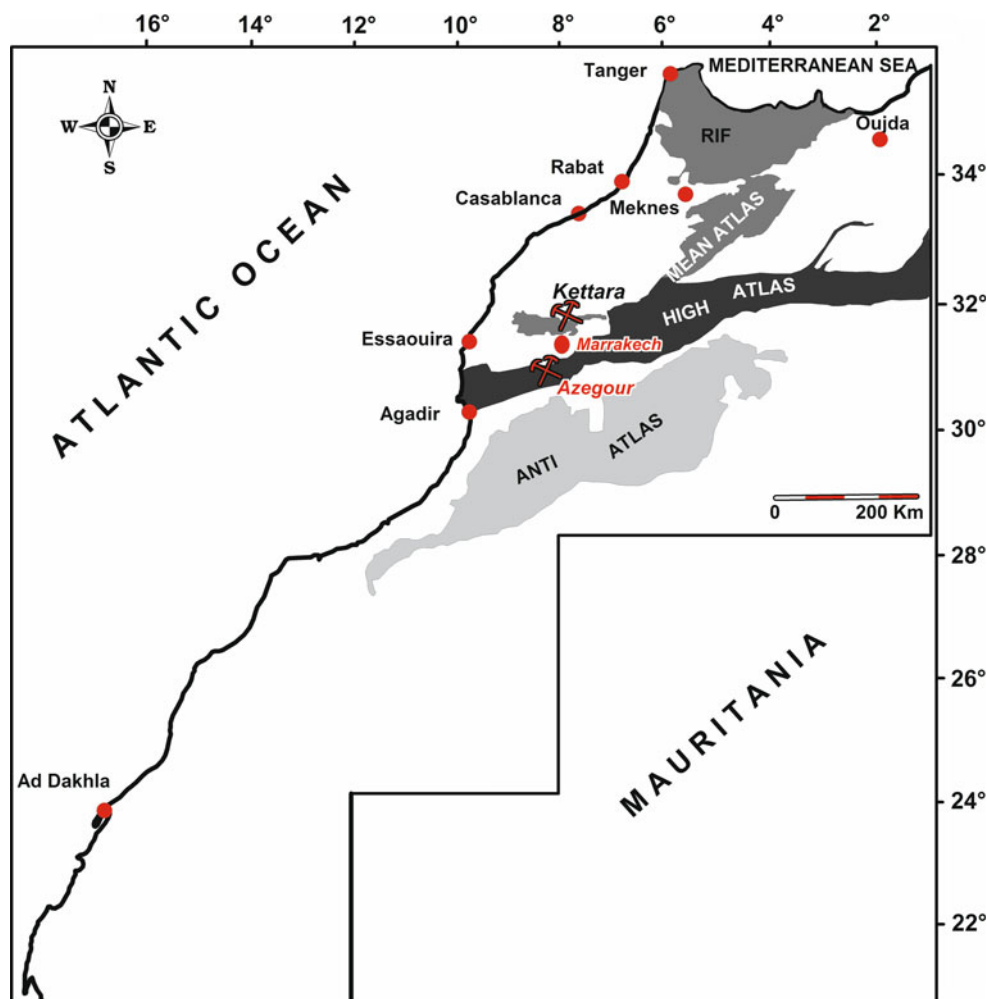 16° 14° 12° 10° 8° 6° 4° 2°
MEDITERRANEAN SEA
Tanger
N
W E
S
RIF
Oujda
Rabat
34°
Casablanca
Meknes
MEAN ATLAS
ATLANTIC OCEAN
Kettara
HIGH ATLAS
32°
Essaouira
Marrakech
Azegour
Agadir
30°
ANTI ATLAS
0 200 Km
28°
26°
MAURITANIA
Ad Dakhla
24°
22°